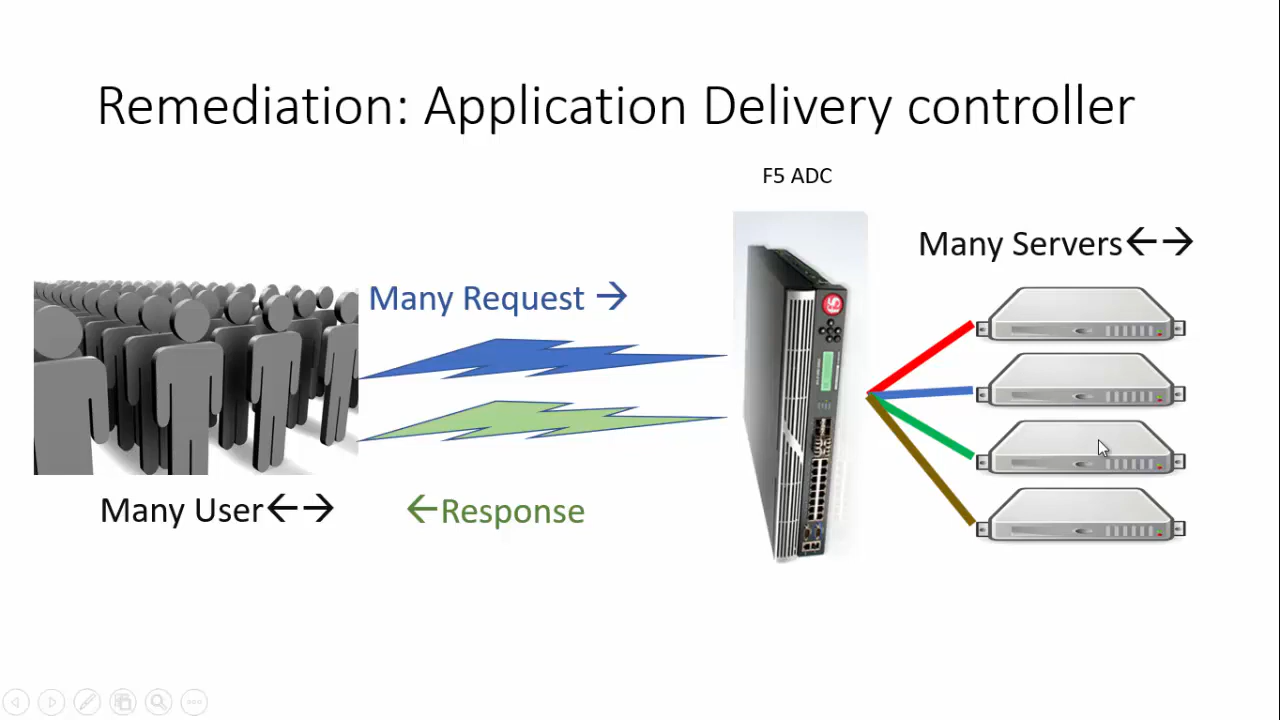 Remediation: Application Delivery controller
F5 ADC
Many Servers←→
Many Request →
Many User←→
←Response